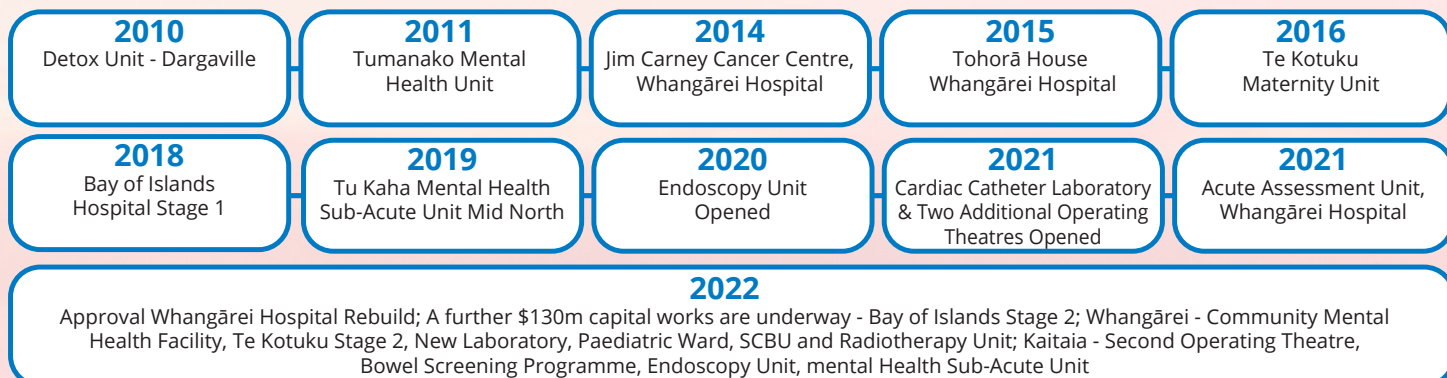 2010
Detox Unit - Dargaville
2011
Tumanako Mental
Health Unit
2014
Jim Carney Cancer Centre,
Whangārei Hospital
2015
Tohorā House
Whangārei Hospital
2016
Te Kotuku
Maternity Unit
2018
Bay of Islands
Hospital Stage 1
2019
Tu Kaha Mental Health
Sub-Acute Unit Mid North
2020
Endoscopy Unit
Opened
2021
Cardiac Catheter Laboratory
& Two Additional Operating
Theatres Opened
2021
Acute Assessment Unit,
Whangārei Hospital
2022
Approval Whangārei Hospital Rebuild; A further $130m capital works are underway - Bay of Islands Stage 2; Whangārei - Community Mental
Health Facility, Te Kotuku Stage 2, New Laboratory, Paediatric Ward, SCBU and Radiotherapy Unit; Kaitaia - Second Operating Theatre,
Bowel Screening Programme, Endoscopy Unit, mental Health Sub-Acute Unit